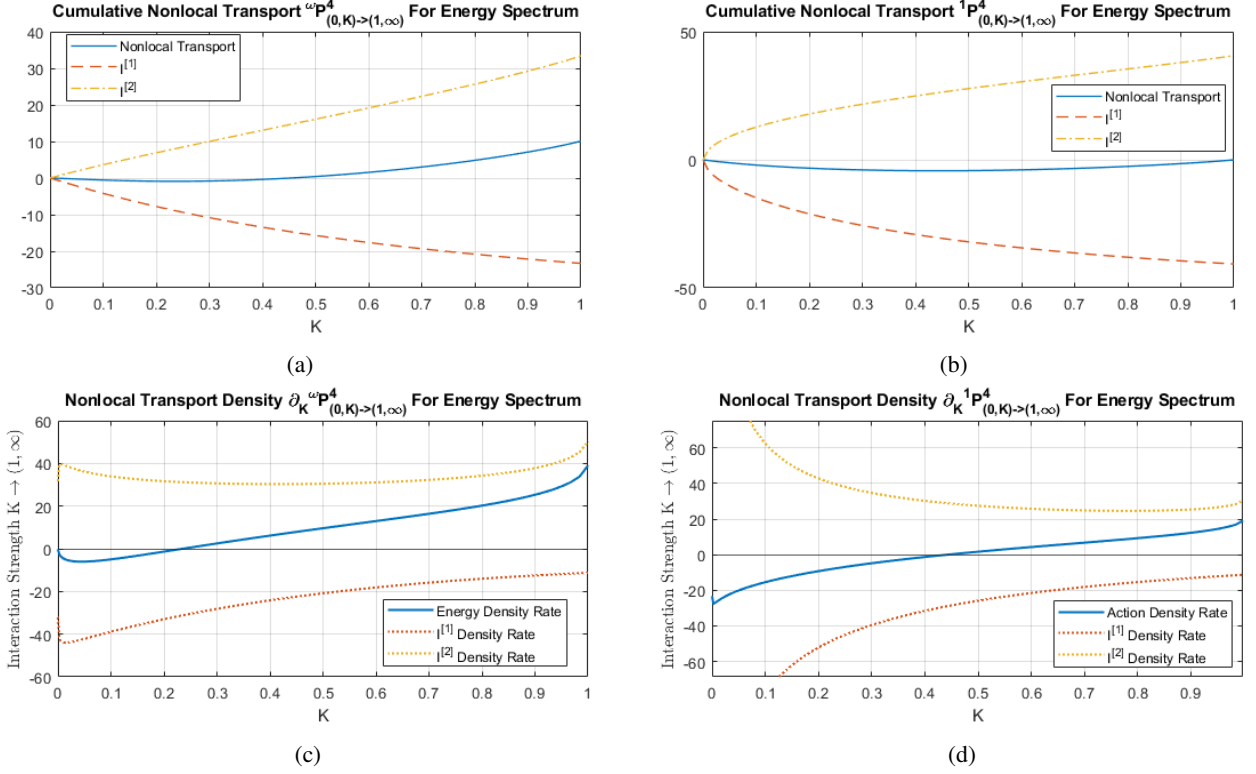 Cumulative Nonlocal Transport ωP⁴(0,K)->(1,∞) For Energy Spectrum
40
30
20
10
0
-10
-20
-30
Nonlocal Transport
I[1]
I[2]
0 0.1 0.2 0.3 0.4 0.5 0.6 0.7 0.8 0.9 1
K
(a)
Cumulative Nonlocal Transport ¹P⁴(0,K)->(1,∞) For Energy Spectrum
50
0
-50
Nonlocal Transport
I[1]
I[2]
0 0.1 0.2 0.3 0.4 0.5 0.6 0.7 0.8 0.9 1
K
(b)
Nonlocal Transport Density ∂K ωP⁴(0,K)->(1,∞) For Energy Spectrum
Interaction Strength K → (1, ∞)
60
40
20
0
-20
-40
-60
Energy Density Rate
I[1] Density Rate
I[2] Density Rate
0 0.1 0.2 0.3 0.4 0.5 0.6 0.7 0.8 0.9 1
K
(c)
Nonlocal Transport Density ∂K ¹P⁴(0,K)->(1,∞) For Energy Spectrum
Interaction Strength K → (1, ∞)
60
40
20
0
-20
-40
-60
Action Density Rate
I[1] Density Rate
I[2] Density Rate
0 0.1 0.2 0.3 0.4 0.5 0.6 0.7 0.8 0.9
K
(d)